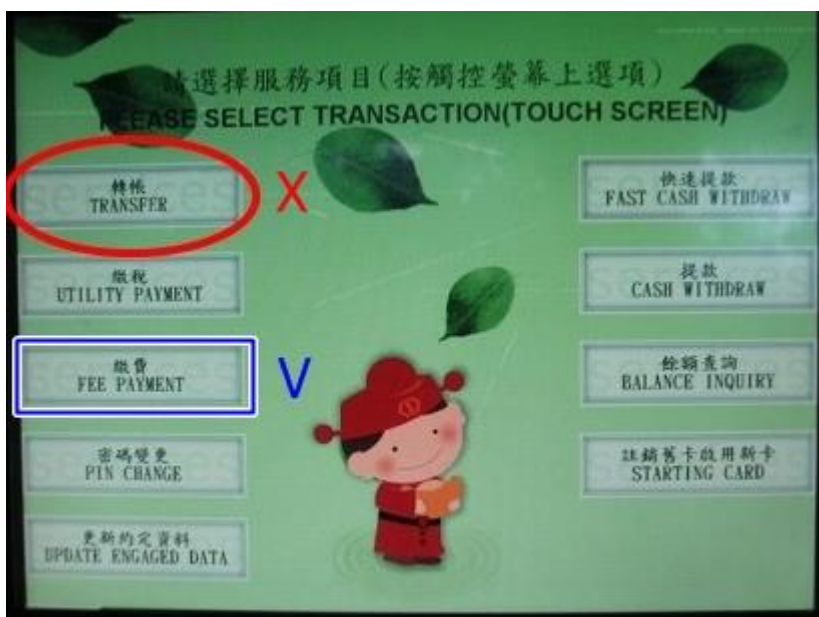 請選擇服務項目(按觸控螢幕上選項)
PLEASE SELECT TRANSACTION(TOUCH SCREEN)
轉帳
TRANSFER
X
繳稅
UTILITY PAYMENT
繳費
FEE PAYMENT
V
密碼變更
PIN CHANGE
更新約定資料
UPDATE ENGAGED DATA
快速提款
FAST CASH WITHDRAW
提款
CASH WITHDRAW
餘額查詢
BALANCE INQUIRY
註銷舊卡啟用新卡
STARTING CARD